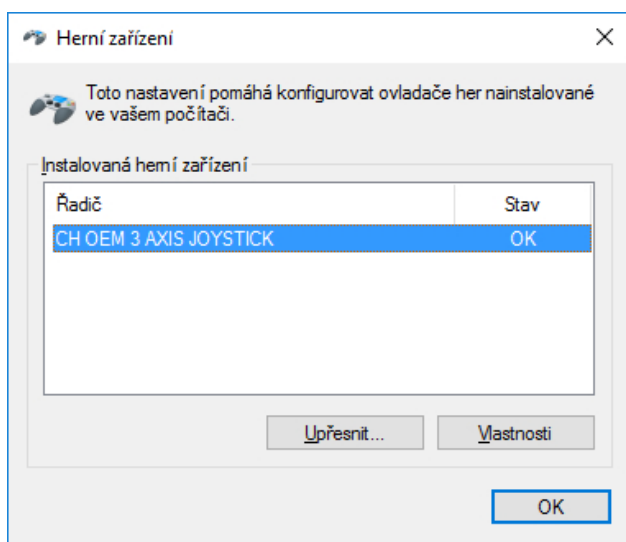 Herní zařízení
Toto nastavení pomáhá konfigurovat ovladače her nainstalované
ve vašem počítači.
Instalovaná herní zařízení
Řadič Stav
CH OEM 3 AXIS JOYSTICK OK
Upřesnit... Vlastnosti
OK